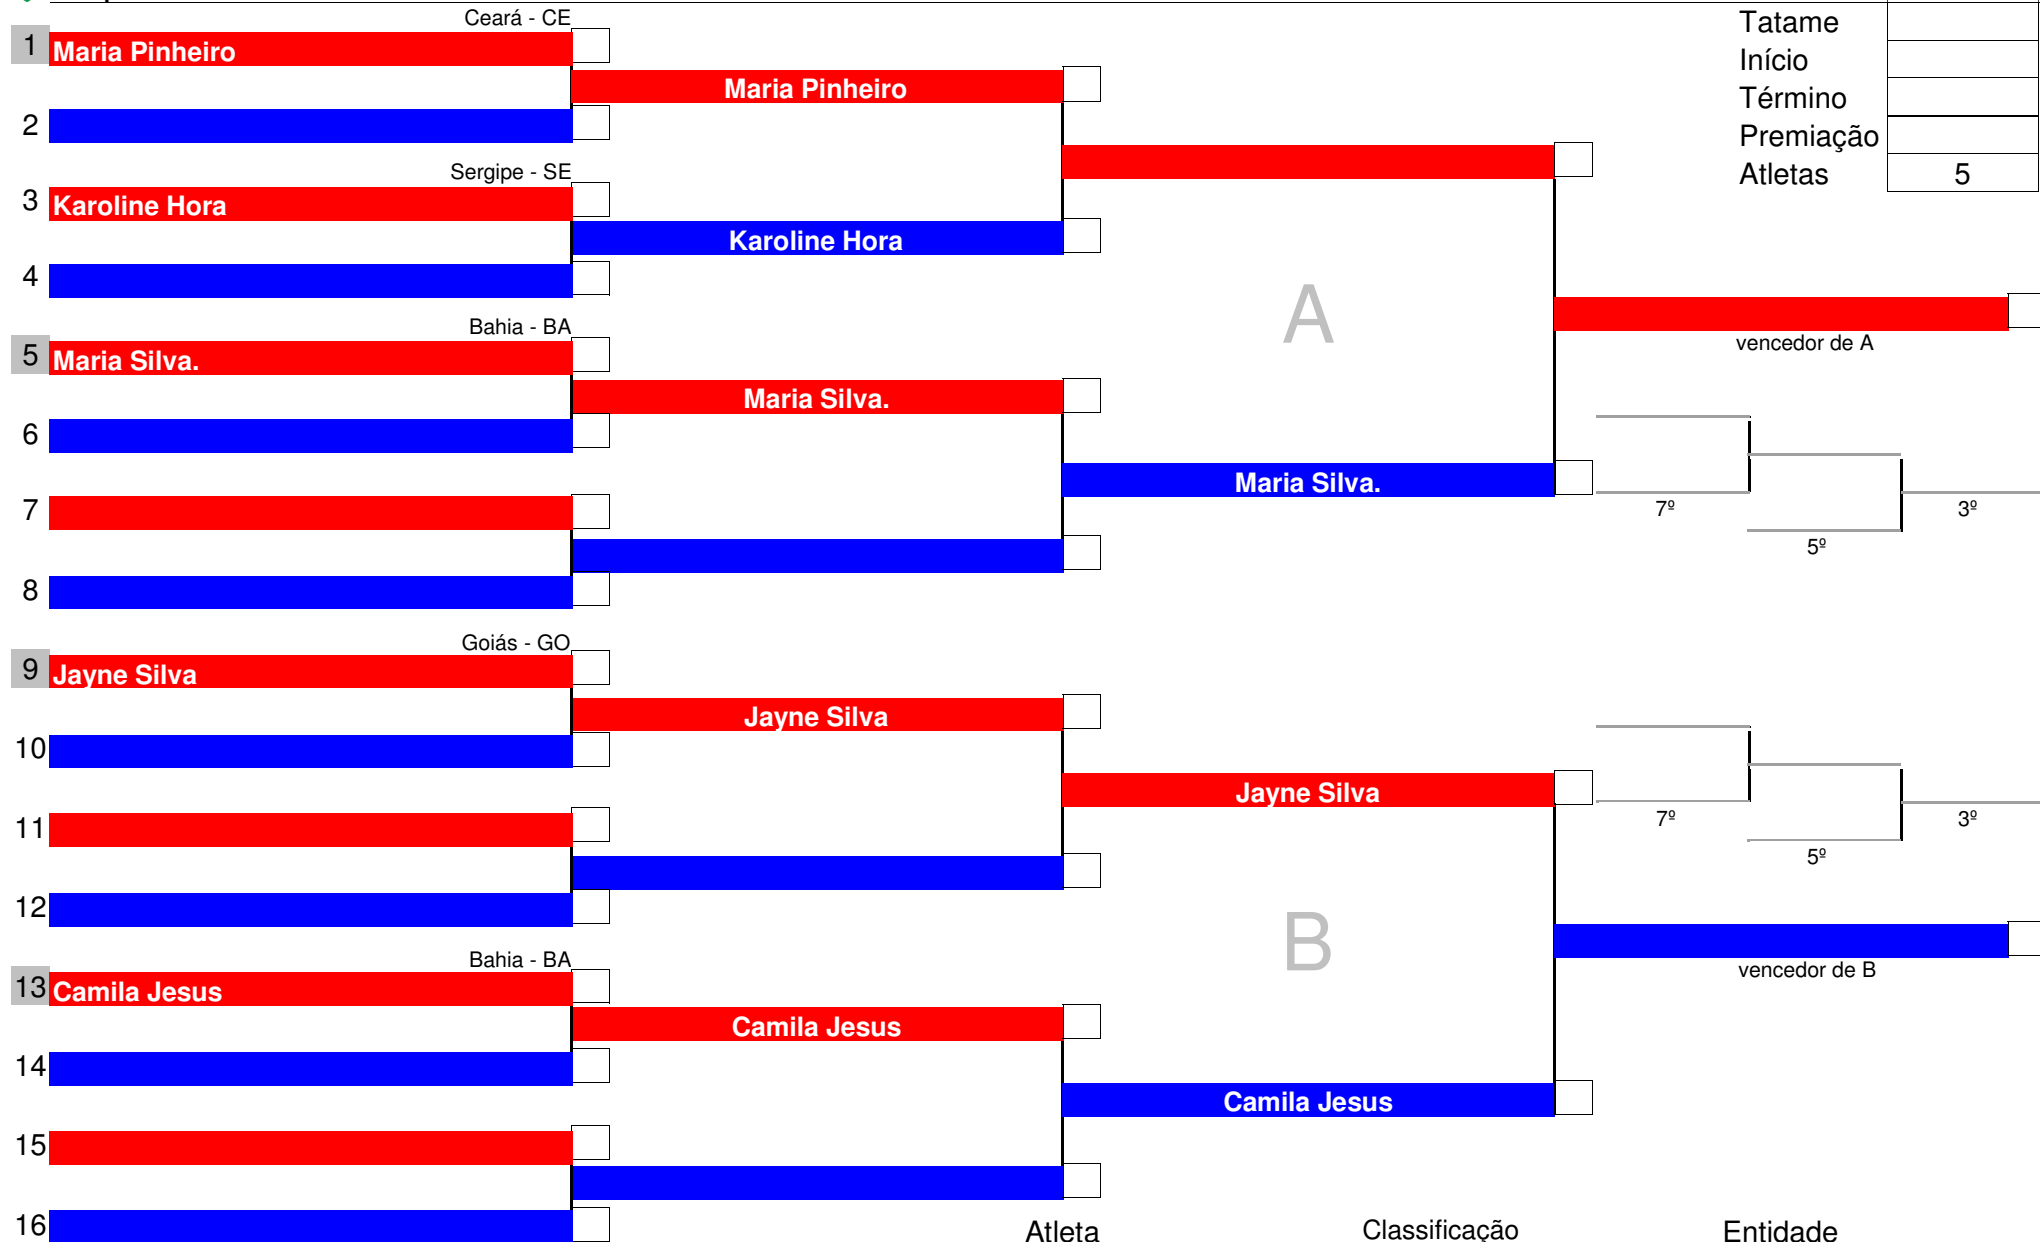 Ceará - CE
1 Maria Pinheiro
Maria Pinheiro
2
Sergipe - SE
3 Karoline Hora
Karoline Hora
4
Bahia - BA
5 Maria Silva.
Maria Silva.
6
Maria Silva.
7
8
A
vencedor de A
7º
5º
3º
Tatame
Início
Término
Premiação
Atletas 5
Goiás - GO
9 Jayne Silva
Jayne Silva
10
Jayne Silva
11
12
Bahia - BA
13 Camila Jesus
Camila Jesus
14
Camila Jesus
15
16
B
7º
5º
3º
vencedor de B
Atleta Classificação Entidade